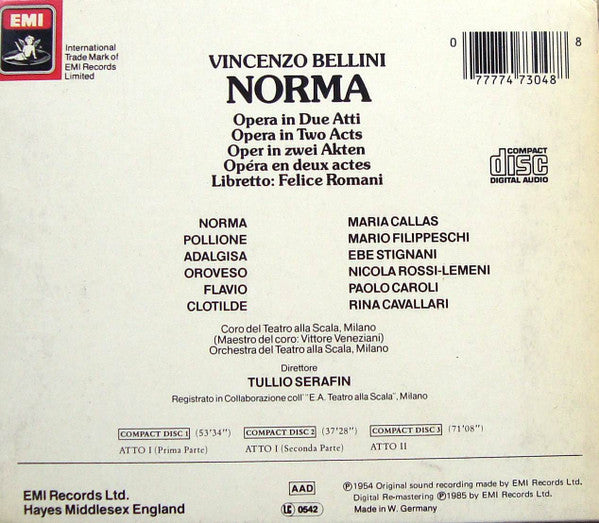 EMI
International
Trade Mark of
EMI Records
Limited
VINCENZO BELLINI
NORMA
Opera in Due Atti
Opera in Two Acts
Oper in zwei Akten
Opéra en deux actes
Libretto: Felice Romani
0 77774 73048 8
COMPACT
disc
DIGITAL AUDIO
NORMA MARIA CALLAS
POLLIONE MARIO FILIPPESCHI
ADALGISA EBE STIGNANI
OROVESO NICOLA ROSSI-LEMENI
FLAVIO PAOLO CAROLI
CLOTILDE RINA CAVALLARI
Coro del Teatro alla Scala, Milano
(Maestro del coro: Vittore Veneziani)
Orchestra del Teatro alla Scala, Milano
Direttore
TULLIO SERAFIN
Registrato in Collaborazione coll'"E.A. Teatro alla Scala", Milano
COMPACT DISC 1 (53'34") COMPACT DISC 2 (37'28") COMPACT DISC 3 (71'08")
ATTO I (Prima Parte) ATTO I (Seconda Parte) ATTO II
EMI Records Ltd.
Hayes Middlesex England
AAD
LC 0542
℗1954 Original sound recording made by EMI Records Ltd.
Digital Re-mastering ℗1985 by EMI Records Ltd.
Made in W. Germany